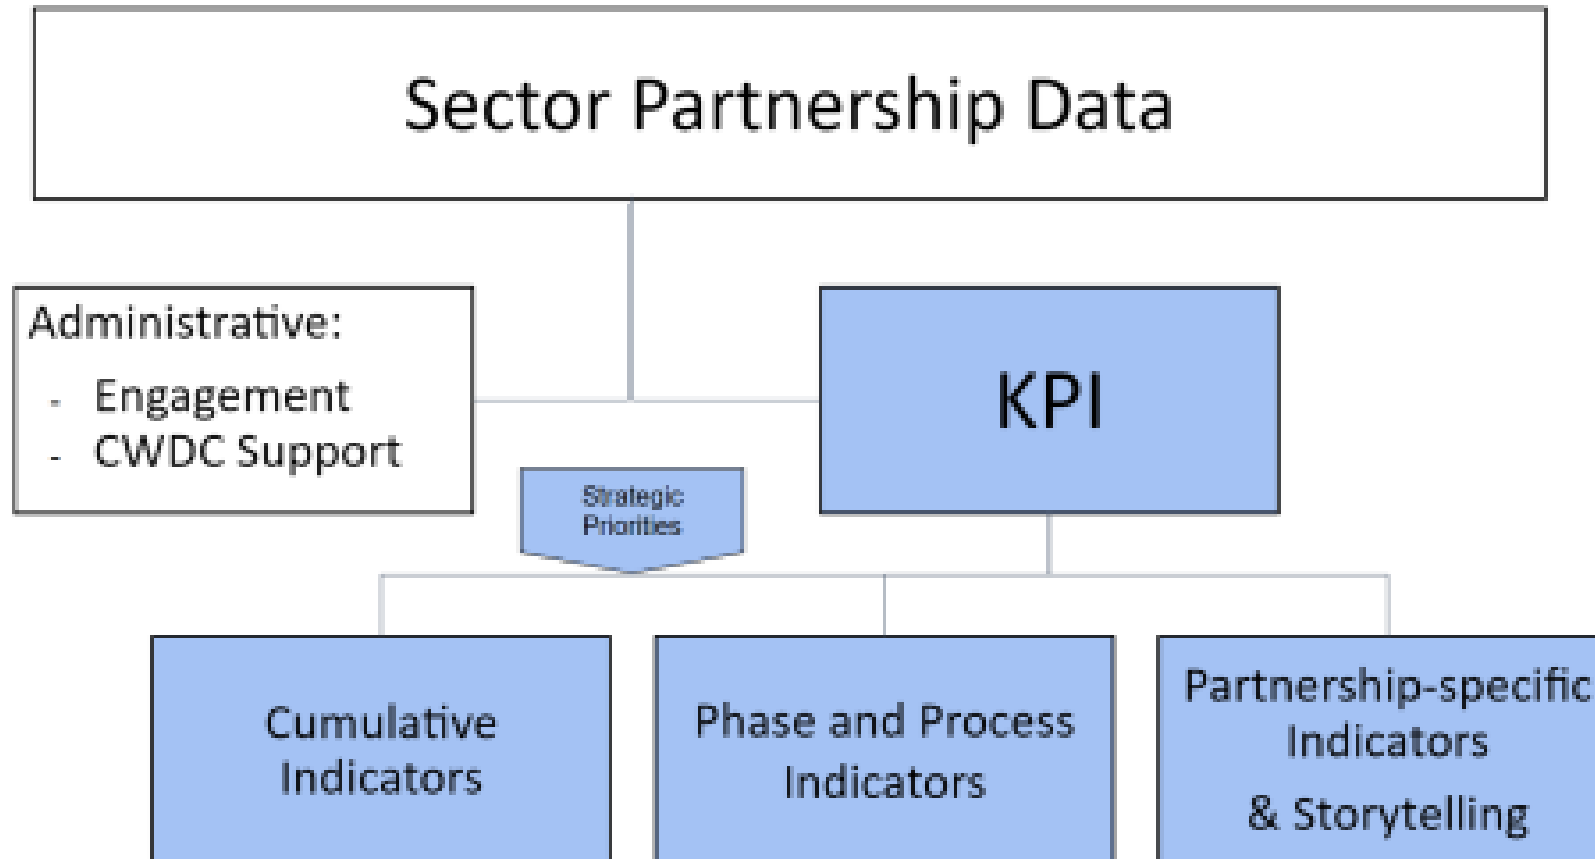 Sector Partnership Data
Administrative:
- Engagement
- CWDC Support
KPI
Strategic
Priorities
Cumulative
Indicators
Phase and Process
Indicators
Partnership-specific
Indicators
& Storytelling